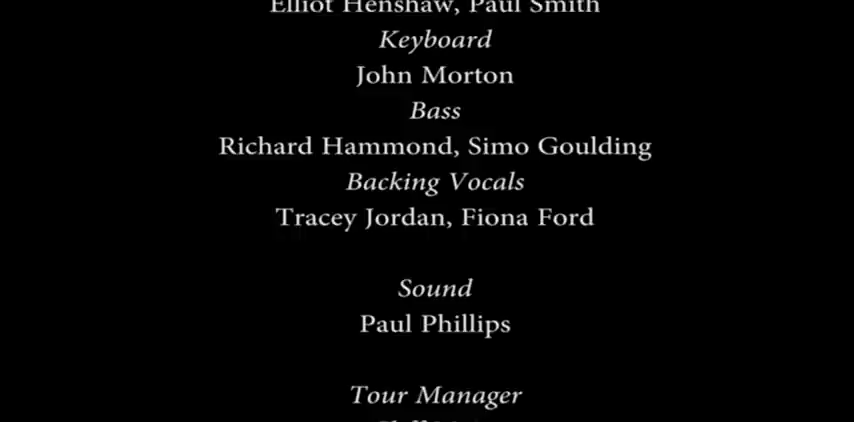 Elliot Henshaw, Paul Smith
Keyboard
John Morton
Bass
Richard Hammond, Simo Goulding
Backing Vocals
Tracey Jordan, Fiona Ford
Sound
Paul Phillips
Tour Manager